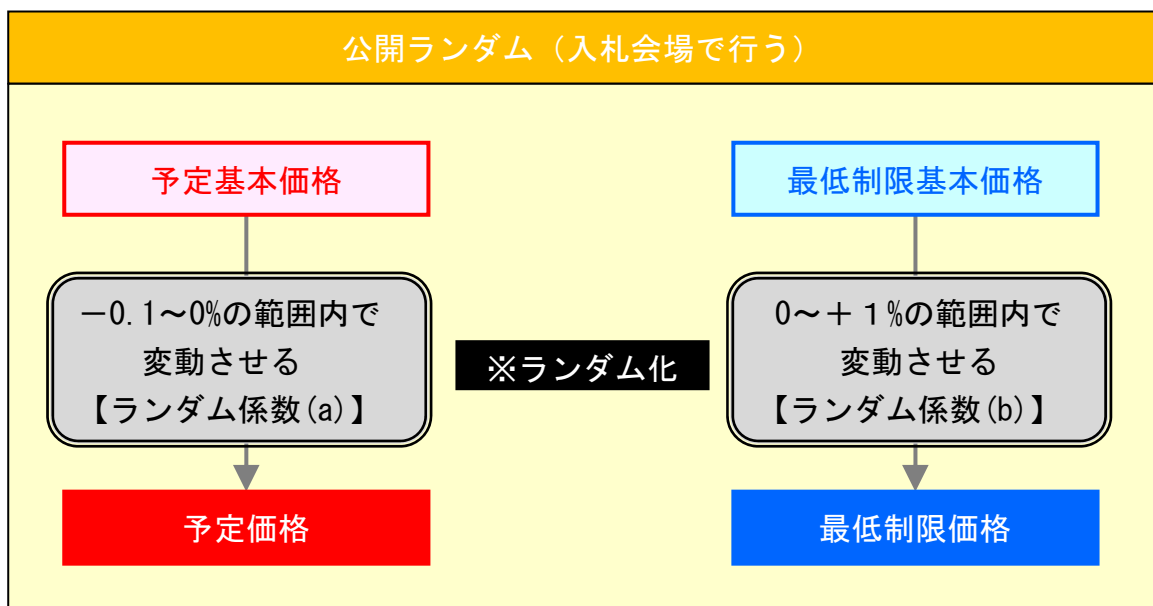 公開ランダム（入札会場で行う）
予定基本価格
最低制限基本価格
－0.1～0%の範囲内で
変動させる
【ランダム係数(a)】
※ランダム化
0～＋１%の範囲内で
変動させる
【ランダム係数(b)】
予定価格
最低制限価格